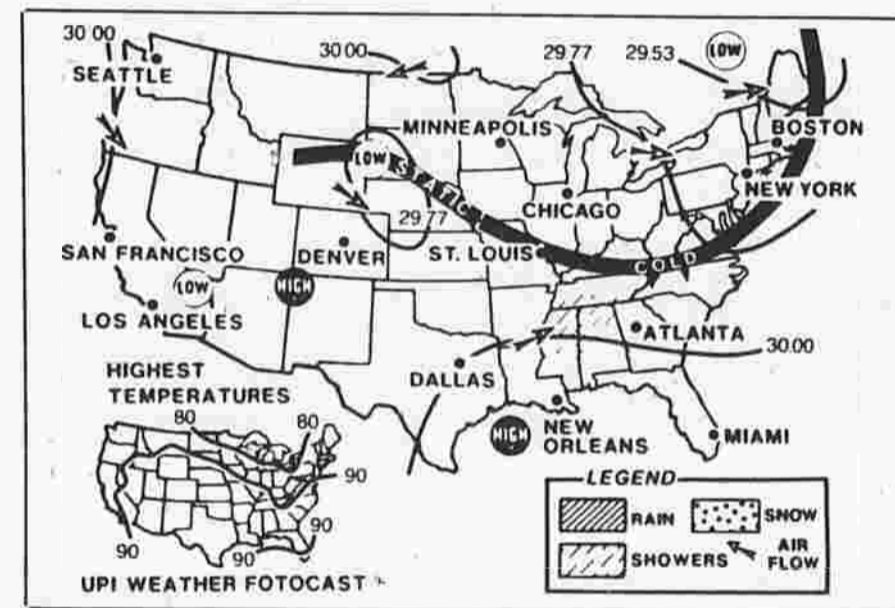 30.00
30.00
29.77
29.53
LOW
SEATTLE
MINNEAPOLIS
BOSTON
LOW
STATIC
NEW YORK
CHICAGO
29.77
SAN FRANCISCO
DENVER
ST. LOUIS
COLD
LOW
HIGH
LOS ANGELES
ATLANTA
30.00
HIGHEST
TEMPERATURES
DALLAS
80
80
HIGH
NEW
ORLEANS
MIAMI
90
LEGEND
RAIN
SNOW
90
90
90
SHOWERS
AIR
FLOW
UPI WEATHER FOTOCAST